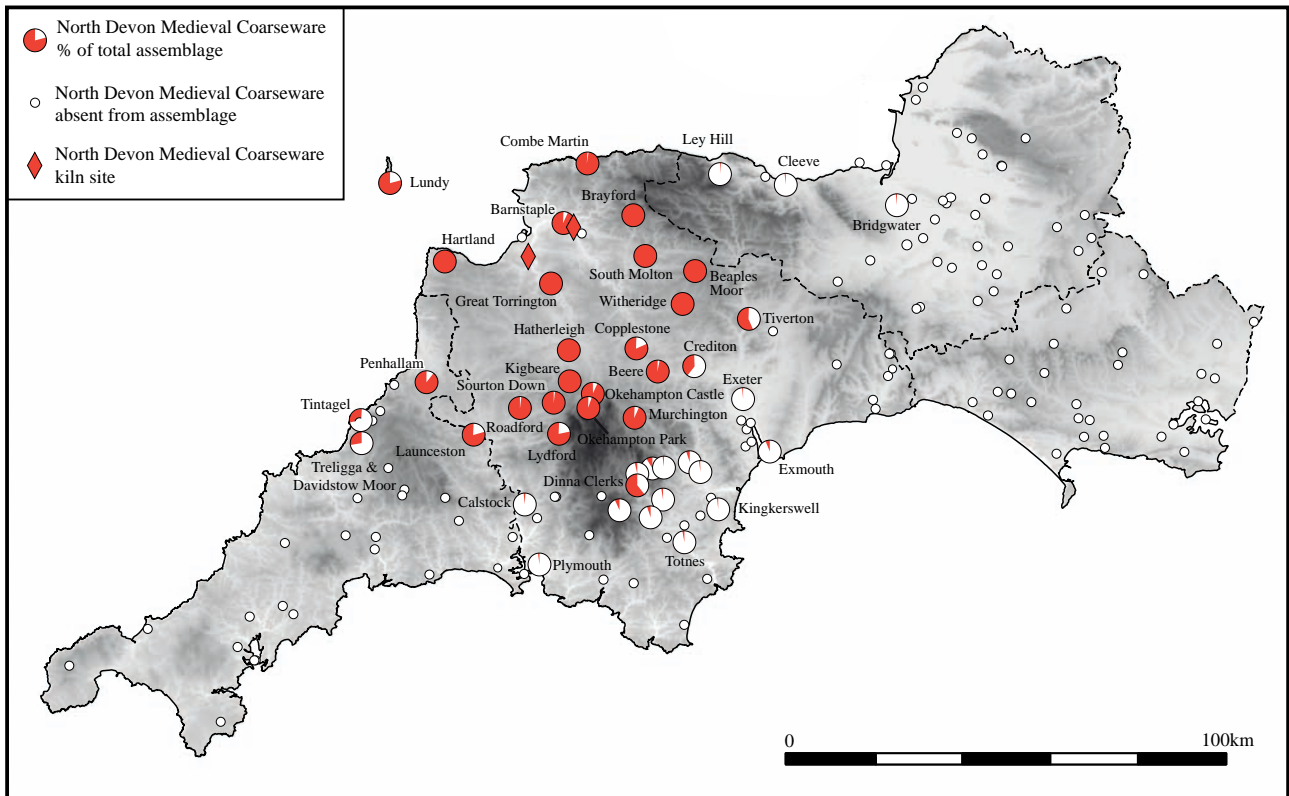 North Devon Medieval Coarseware
% of total assemblage
North Devon Medieval Coarseware
absent from assemblage
North Devon Medieval Coarseware
kiln site
Combe Martin
Ley Hill
Cleeve
Lundy
Brayford
Barnstaple
Bridgwater
Hartland
South Molton
Beaples
Moor
Great Torrington
Witheridge
Tiverton
Hatherleigh
Copplestone
Crediton
Penhallam
Kigbeare
Beere
Sourton Down
Okehampton Castle
Exeter
Tintagel
Murchington
Roadford
Okehampton Park
Launceston
Lydford
Exmouth
Treligga &
Davidstow Moor
Dinna Clerks
Calstock
Kingkerswell
Totnes
Plymouth
0
100km